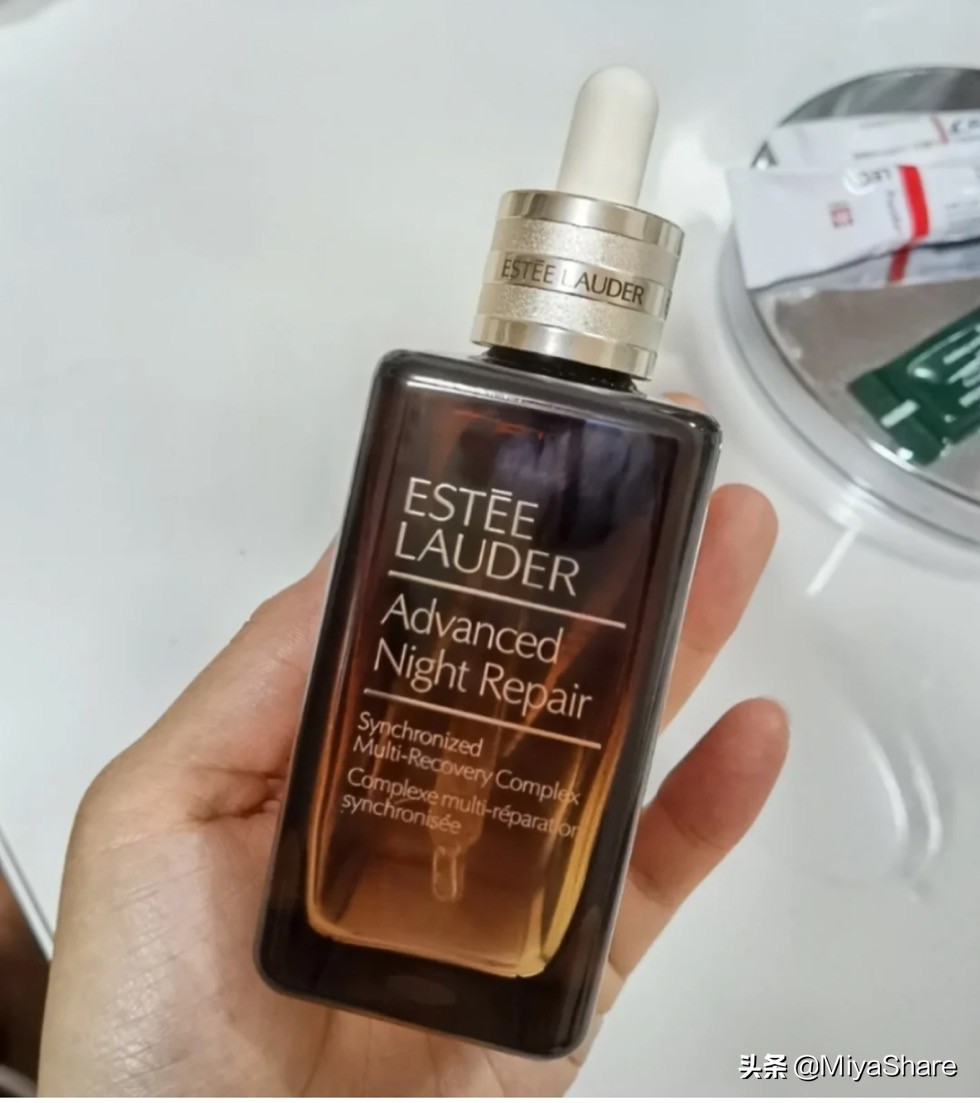 ESTĒE LAUDER
ESTĒE
LAUDER
Advanced
Night Repair
Synchronized
Multi-Recovery Complex
Complexe multi-réparation
synchronisée
头条 @MiyaShare